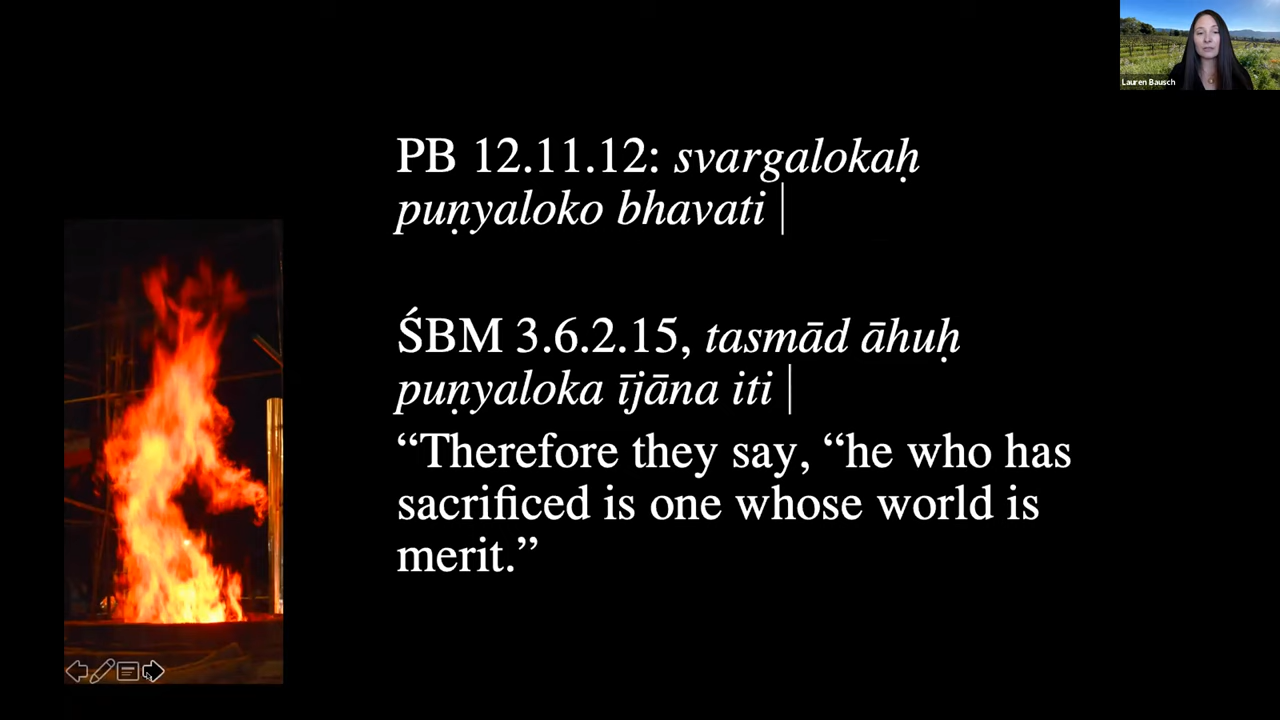 Lauren Bausch
PB 12.11.12: svargalokaḥ
puṇyaloko bhavati |
ŚBM 3.6.2.15, tasmād āhuḥ
puṇyaloka ījāna iti |
“Therefore they say, “he who has
sacrificed is one whose world is
merit.”